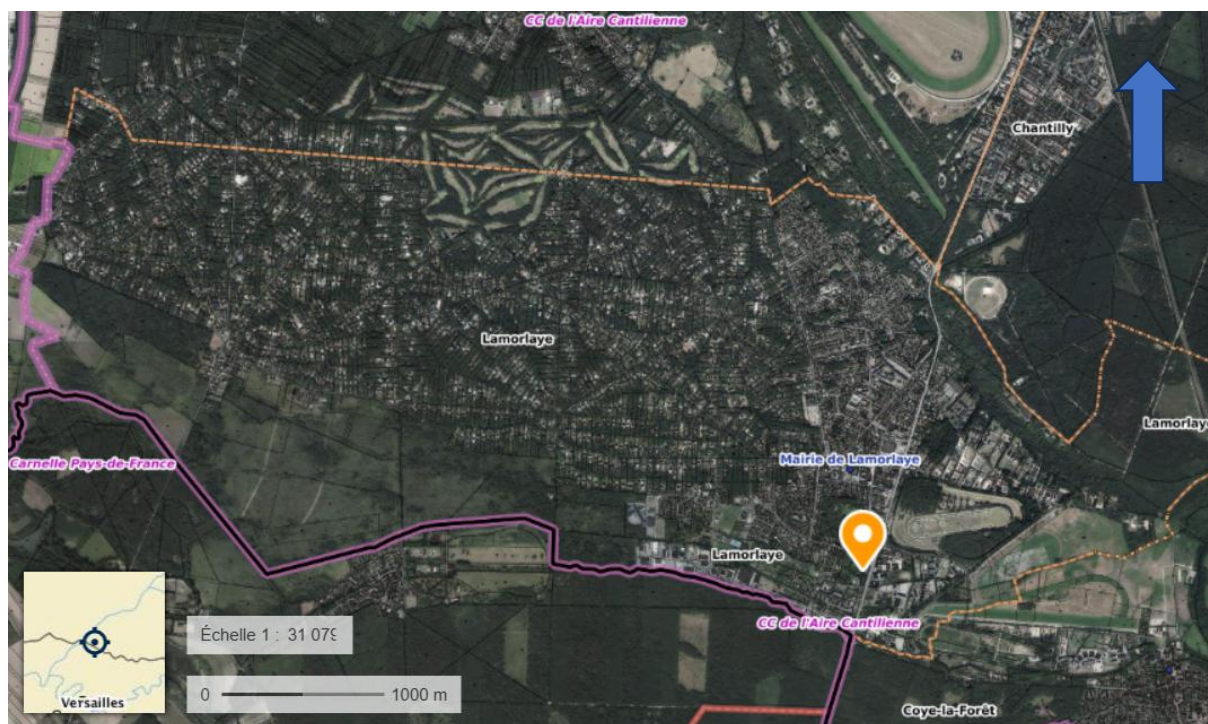 CC de l'Aire Cantilienne
Chantilly
Lamorlaye
Lamorlaye
Carnelle Pays-de-France
Mairie de Lamorlaye
Lamorlaye
CC de l'Aire Cantilienne
Échelle 1 : 31 079
0 1000 m
Versailles
Coye-la-Forêt